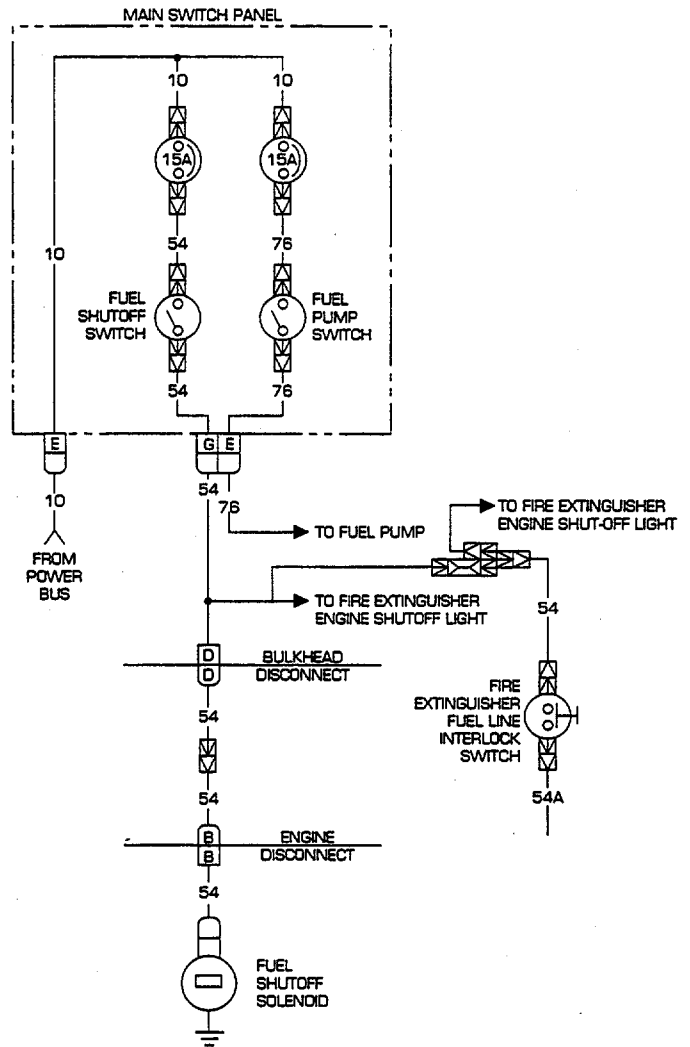 MAIN SWITCH PANEL
10
10
15A
15A
54
76
10
FUEL
SHUTOFF
SWITCH
FUEL
PUMP
SWITCH
54
76
E
G
E
10
54
76
FROM
POWER
BUS
TO FUEL PUMP
TO FIRE EXTINGUISHER
ENGINE SHUT-OFF LIGHT
TO FIRE EXTINGUISHER
ENGINE SHUTOFF LIGHT
54
D
D
BULKHEAD
DISCONNECT
FIRE
EXTINGUISHER
FUEL LINE
INTERLOCK
SWITCH
54
54
54A
B
B
ENGINE
DISCONNECT
54
FUEL
SHUTOFF
SOLENOID